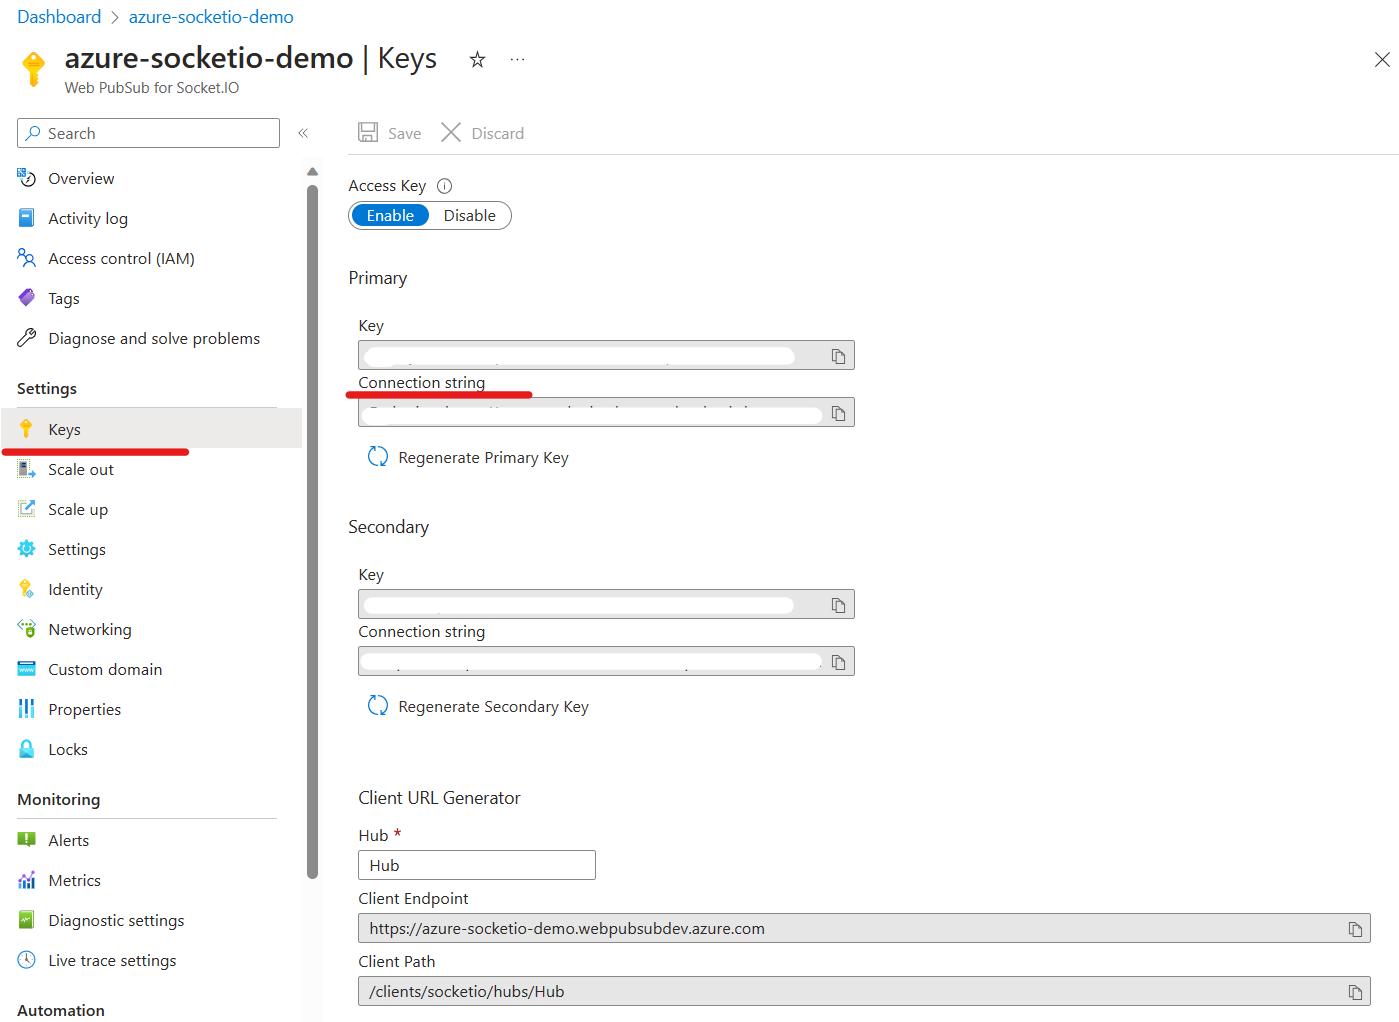 Dashboard > azure-socketio-demo
azure-socketio-demo | Keys
Web PubSub for Socket.IO
Search
Overview
Activity log
Access control (IAM)
Tags
Diagnose and solve problems
Settings
Keys
Scale out
Scale up
Settings
Identity
Networking
Custom domain
Properties
Locks
Monitoring
Alerts
Metrics
Diagnostic settings
Live trace settings
Automation
Save Discard
Access Key
Enable Disable
Primary
Key
Connection string
Regenerate Primary Key
Secondary
Key
Connection string
Regenerate Secondary Key
Client URL Generator
Hub *
Hub
Client Endpoint
https://azure-socketio-demo.webpubsubdev.azure.com
Client Path
/clients/socketio/hubs/Hub